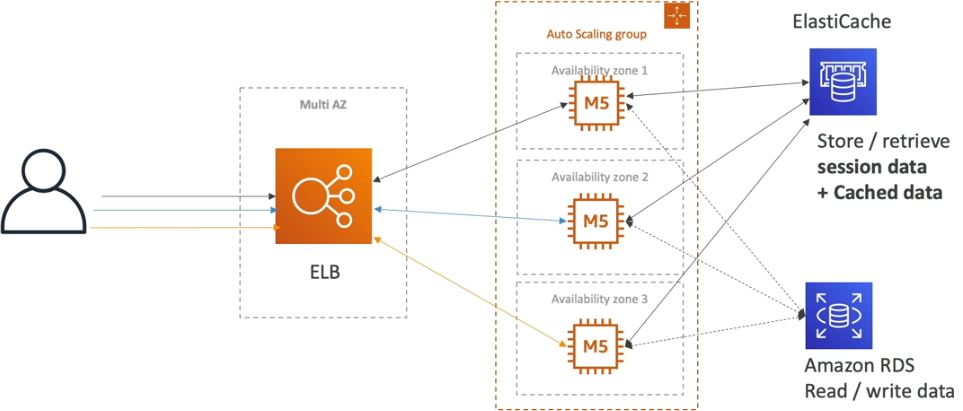 ElastiCache
Auto Scaling group
Availability zone 1
Multi AZ
M5
Store / retrieve
session data
+ Cached data
Availability zone 2
M5
ELB
Availability zone 3
M5
Amazon RDS
Read / write data